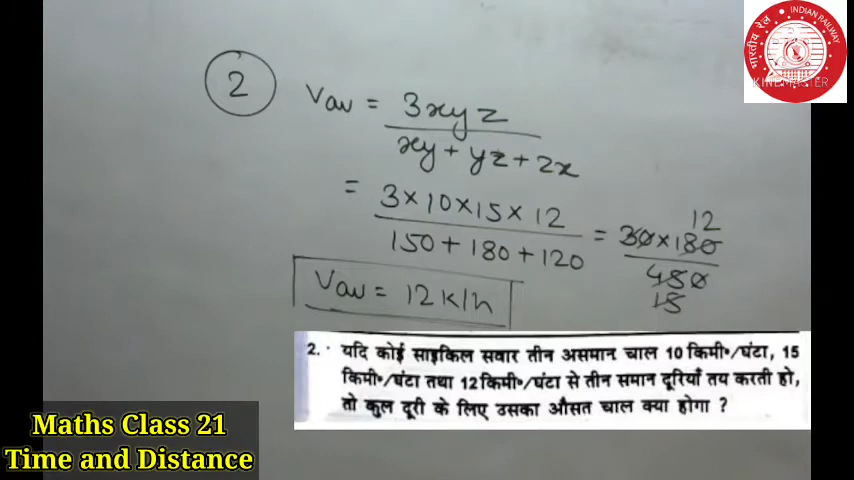 INDIAN RAILWAY
भारतीय रेल
KINEMASTER
2
Vav = 3xyz / xy + yz + zx
= 3×10×15×12 / 150 + 180 + 120 = 30×180 12 / 450 15
Vav = 12 k/h
2. यदि कोई साइकिल सवार तीन असमान चाल 10 किमी॰/घंटा, 15
किमी॰/घंटा तथा 12 किमी॰/घंटा से तीन समान दूरियाँ तय करती हो,
तो कुल दूरी के लिए उसका औसत चाल क्या होगा ?
Maths Class 21
Time and Distance